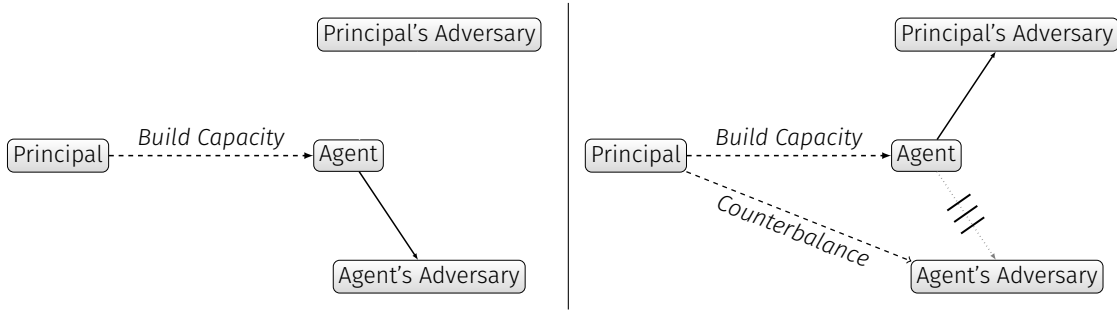 Principal's Adversary
Build Capacity
Principal
Agent
Agent's Adversary
Principal's Adversary
Build Capacity
Principal
Agent
Counterbalance
Agent's Adversary